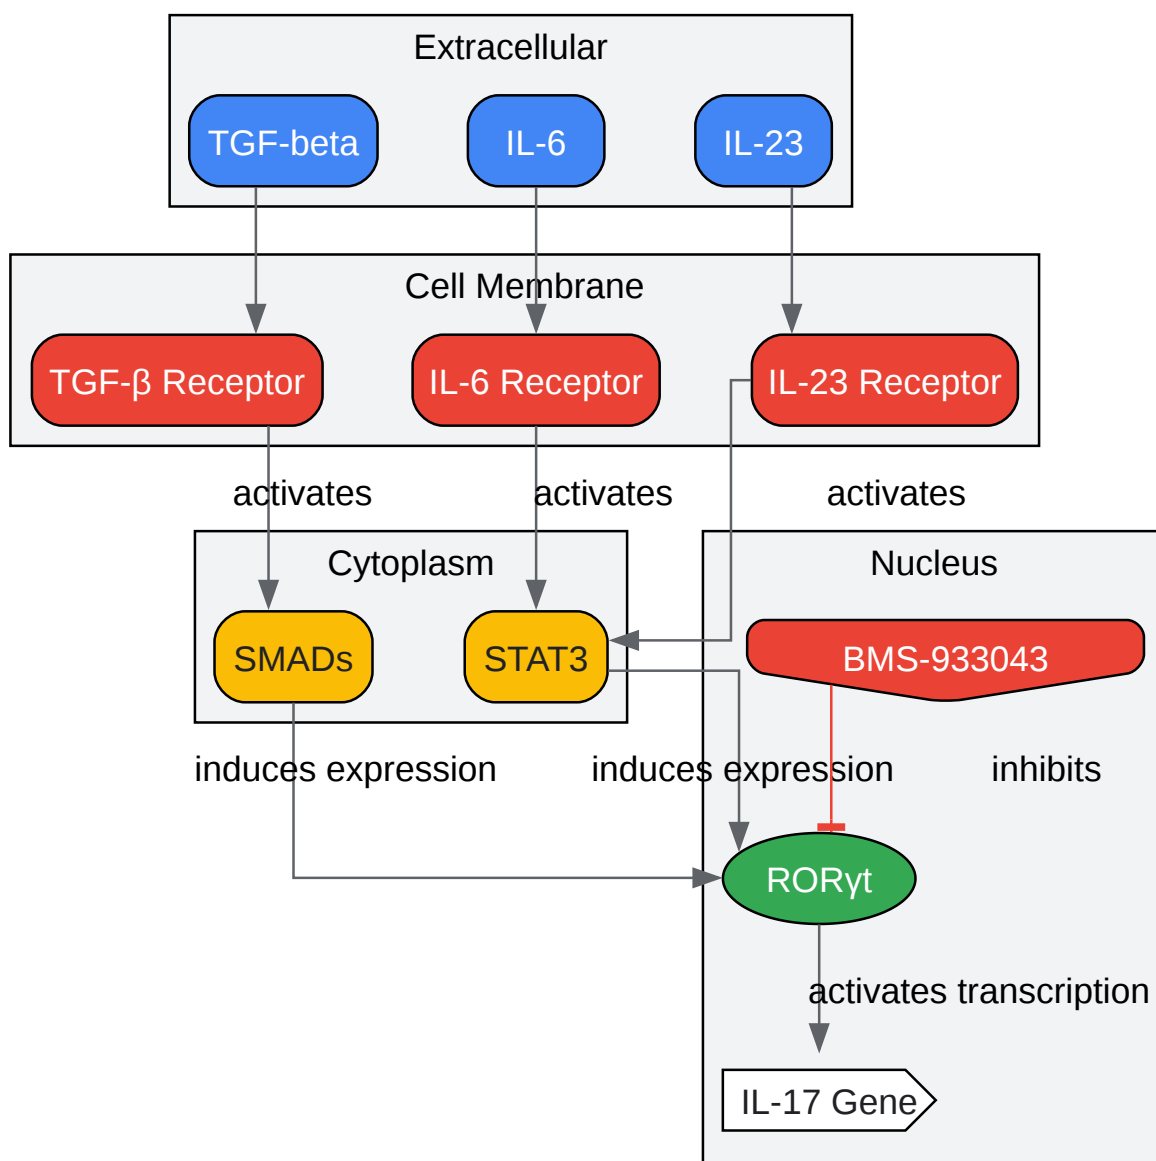 Extracellular
TGF-beta
IL-6
IL-23
Cell Membrane
TGF-β Receptor
IL-6 Receptor
IL-23 Receptor
activates
activates
activates
Cytoplasm
Nucleus
SMADs
STAT3
BMS-933043
induces expression
induces expression
inhibits
RORγt
activates transcription
IL-17 Gene